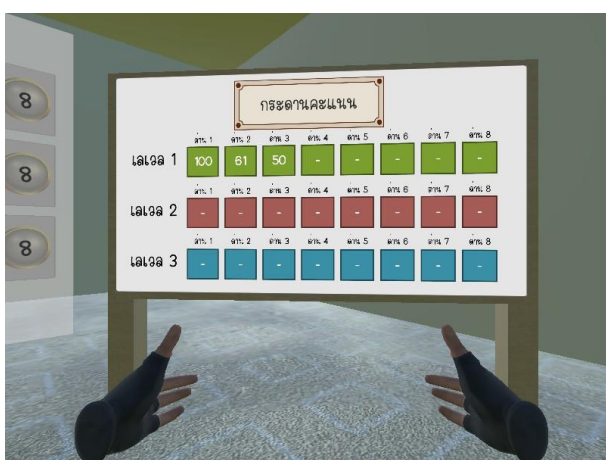 กระดานคะแนน
ด่าน 1 ด่าน 2 ด่าน 3 ด่าน 4 ด่าน 5 ด่าน 6 ด่าน 7 ด่าน 8
เลเวล 1 100 61 50 - - - - -
ด่าน 1 ด่าน 2 ด่าน 3 ด่าน 4 ด่าน 5 ด่าน 6 ด่าน 7 ด่าน 8
เลเวล 2 - - - - - - - -
ด่าน 1 ด่าน 2 ด่าน 3 ด่าน 4 ด่าน 5 ด่าน 6 ด่าน 7 ด่าน 8
เลเวล 3 - - - - - - - -
8
8
8